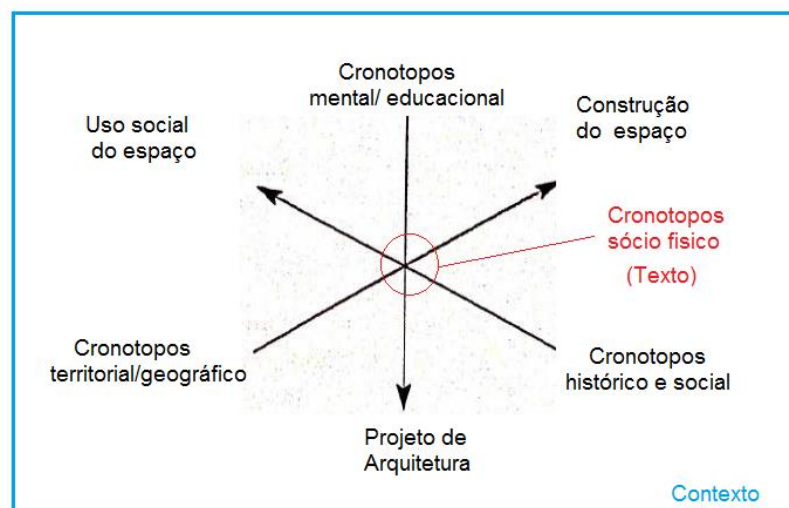 Cronotopos
mental/ educacional
Uso social
do espaço
Construção
do espaço
Cronotopos
sócio fisico
(Texto)
Cronotopos
territorial/geográfico
Cronotopos
histórico e social
Projeto de
Arquitetura
Contexto